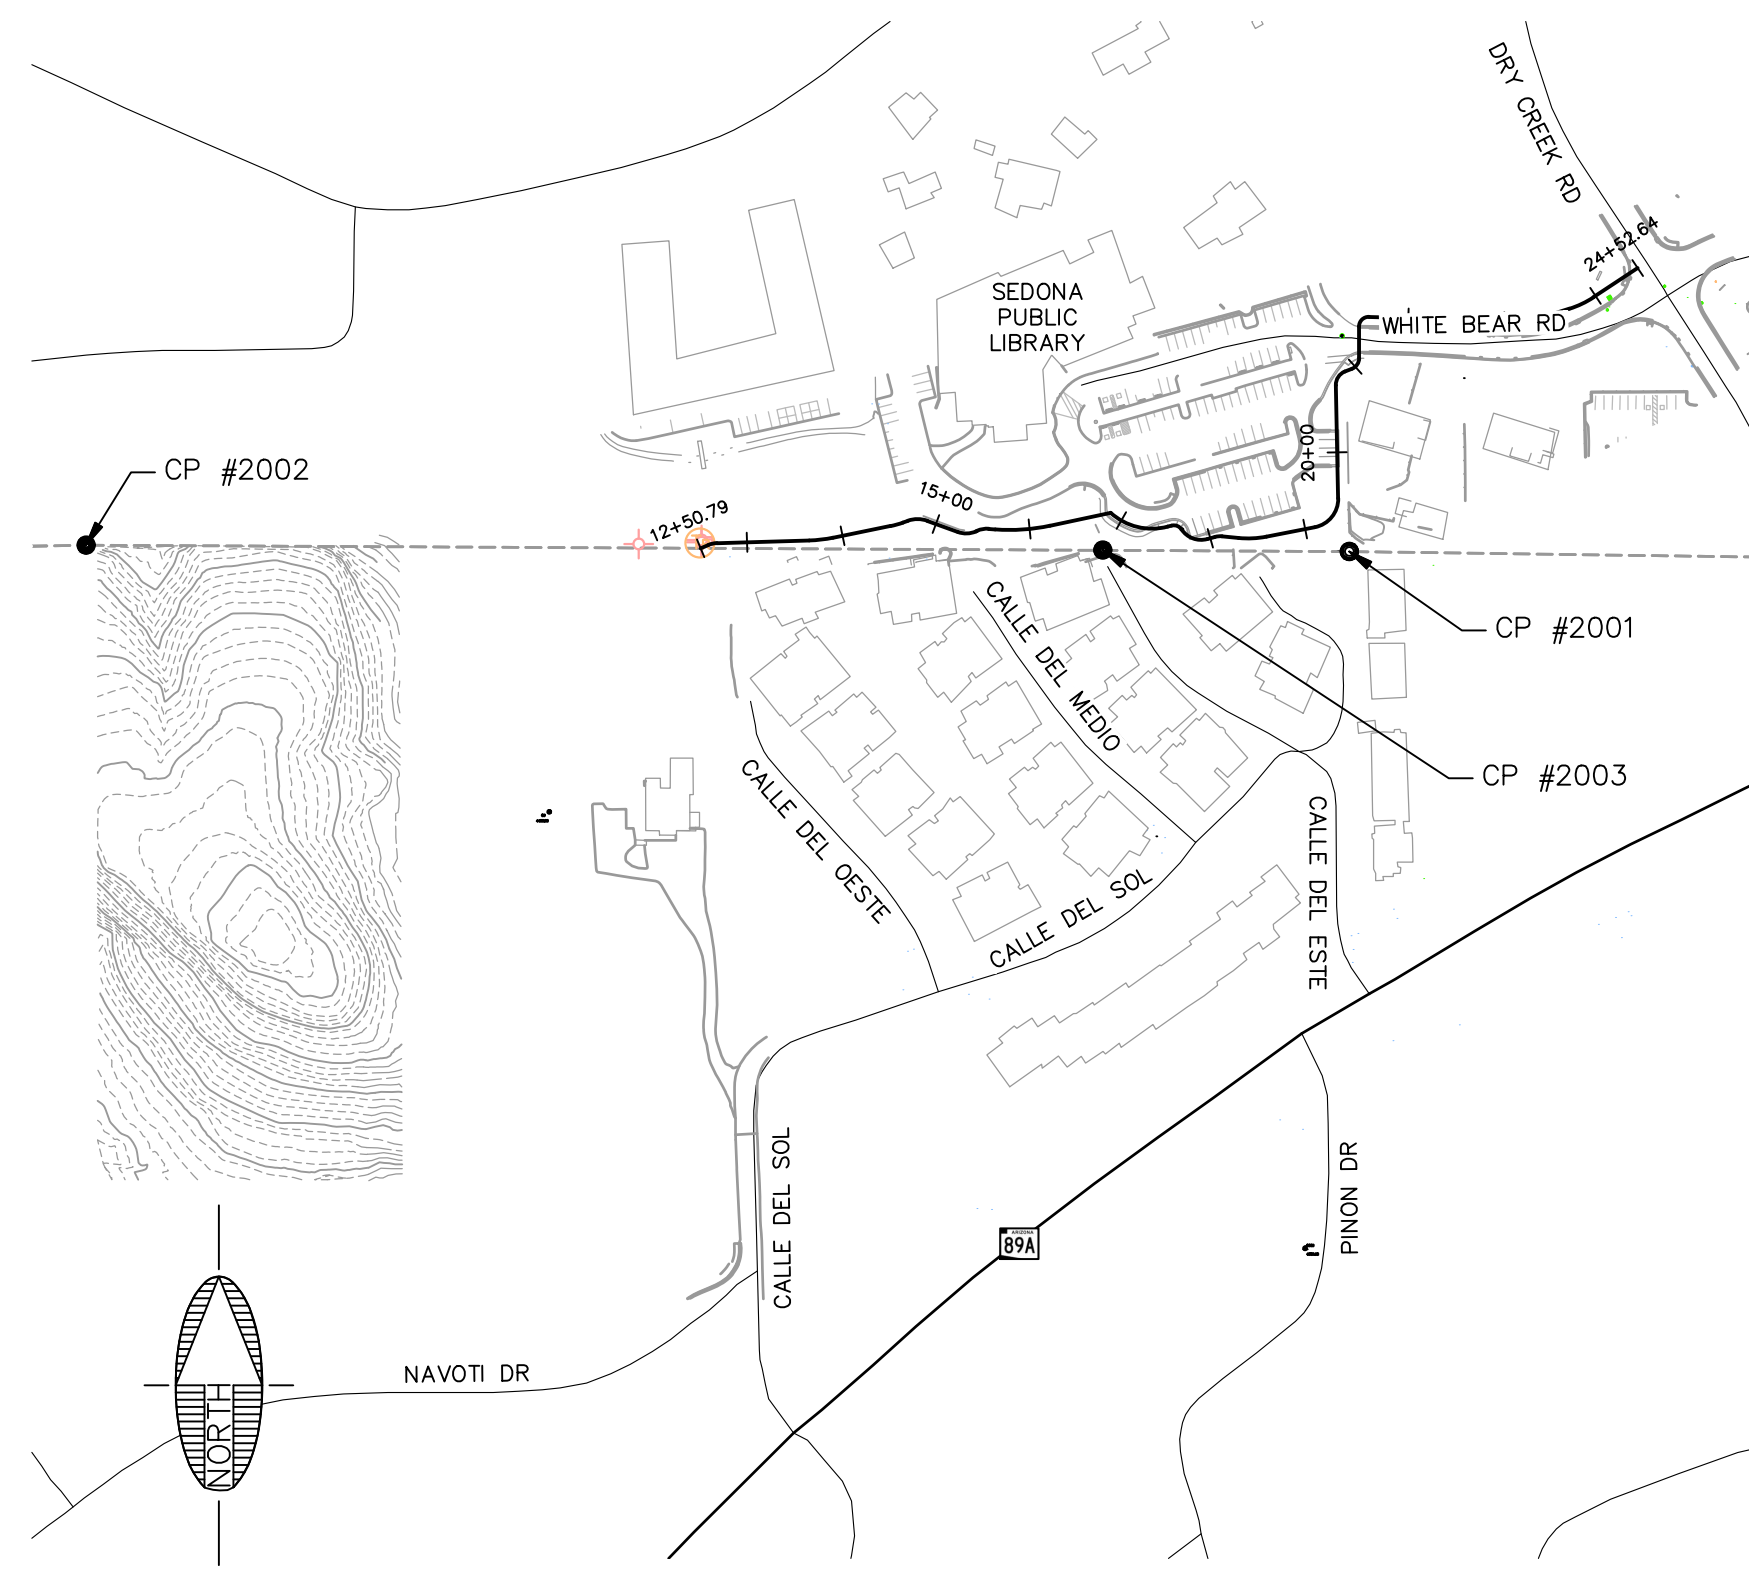 DRY CREEK RD
24+52.64
SEDONA
PUBLIC
LIBRARY
WHITE BEAR RD
20+00
CP #2002
15+00
12+50.79
CP #2001
CALLE DEL MEDIO
CP #2003
CALLE DEL OESTE
CALLE DEL SOL
CALLE DEL ESTE
CALLE DEL SOL
PINON DR
ARIZONA
89A
NAVOTI DR
NORTH